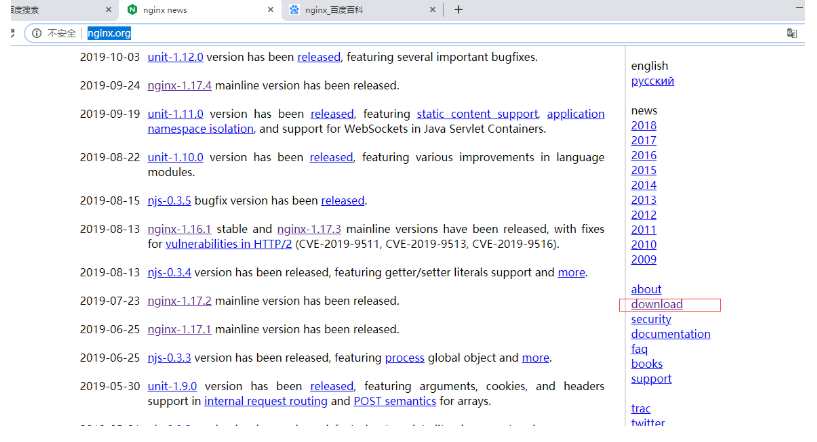 百度搜索
nginx news
nginx_百度百科
不安全 | nginx.org
2019-10-03 unit-1.12.0 version has been released, featuring several important bugfixes.
2019-09-24 nginx-1.17.4 mainline version has been released.
2019-09-19 unit-1.11.0 version has been released, featuring static content support, application
namespace isolation, and support for WebSockets in Java Servlet Containers.
2019-08-22 unit-1.10.0 version has been released, featuring various improvements in language
modules.
2019-08-15 njs-0.3.5 bugfix version has been released.
2019-08-13 nginx-1.16.1 stable and nginx-1.17.3 mainline versions have been released, with fixes
for vulnerabilities in HTTP/2 (CVE-2019-9511, CVE-2019-9513, CVE-2019-9516).
2019-08-13 njs-0.3.4 version has been released, featuring getter/setter literals support and more.
2019-07-23 nginx-1.17.2 mainline version has been released.
2019-06-25 nginx-1.17.1 mainline version has been released.
2019-06-25 njs-0.3.3 version has been released, featuring process global object and more.
2019-05-30 unit-1.9.0 version has been released, featuring arguments, cookies, and headers
support in internal request routing and POST semantics for arrays.
english
русский
news
2018
2017
2016
2015
2014
2013
2012
2011
2010
2009
about
download
security
documentation
faq
books
support
trac
twitter